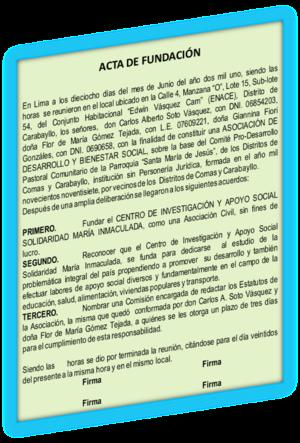 ACTA DE FUNDACIÓN
En Lima a los dieciocho días del mes de Junio del año dos mil uno, siendo las
horas se reunieron en el local ubicado en la Calle 4, Manzana "O", Lote 15, Sub-lote
54, del Conjunto Habitacional "Edwin Vásquez Cam" (ENACE). Distrito de
Carabayllo, los señores, don Carlos Alberto Soto Vásquez, con DNI. 06854203,
doña Flor de María Gómez Tejada, con L.E. 07609221, doña Giannina Fiori
Gonzáles, con DNI. 0690658, con la finalidad de constituir una ASOCIACIÓN DE
DESARROLLO Y BIENESTAR SOCIAL, sobre la base del Comité Pro-Desarrollo
Pastoral Comunitario de la Parroquia "Santa María de Jesús", de los Distritos de
Comas y Carabayllo, institución sin Personería Jurídica, formada en el año mil
novecientos noventisiete, por vecinos de los Distritos de Comas y Carabayllo.
Después de una amplia deliberación se llegaron a los siguientes acuerdos:
PRIMERO. Fundar el CENTRO DE INVESTIGACIÓN Y APOYO SOCIAL
SOLIDARIDAD MARÍA INMACULADA, como una Asociación Civil, sin fines de
lucro.
SEGUNDO. Reconocer que el Centro de Investigación y Apoyo Social
Solidaridad María Inmaculada, se funda para dedicarse al estudio de la
problemática integral del país propendiendo a promover su desarrollo y también
efectuar labores de apoyo social diversos y fundamentalmente en el campo de la
educación, salud, alimentación, viviendas populares y transporte.
TERCERO. Nombrar una Comisión encargada de redactar los Estatutos de
la Asociación, la misma que quedó conformada por don Carlos A. Soto Vásquez y
doña Flor de María Gómez Tejada, a quiénes se les otorga un plazo de tres días
para el cumplimiento de esta responsabilidad.
Siendo las horas se dio por terminada la reunión, citándose para el día veintidos
del presente a la misma hora y en el mismo local.
Firma Firma
Firma Firma